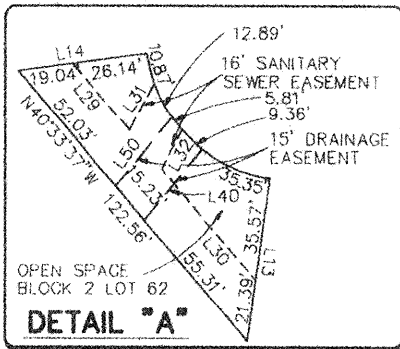 L14
12.89'
10.87'
19.04'
26.14'
16' SANITARY
SEWER EASEMENT
L29
L31
5.81'
9.36'
N40°33'37"W
52.03'
L50
L32
15' DRAINAGE
EASEMENT
15.23'
35.35'
L40
122.56'
35.57'
L13
L30
OPEN SPACE
BLOCK 2 LOT 62
55.31'
21.39'
DETAIL "A"